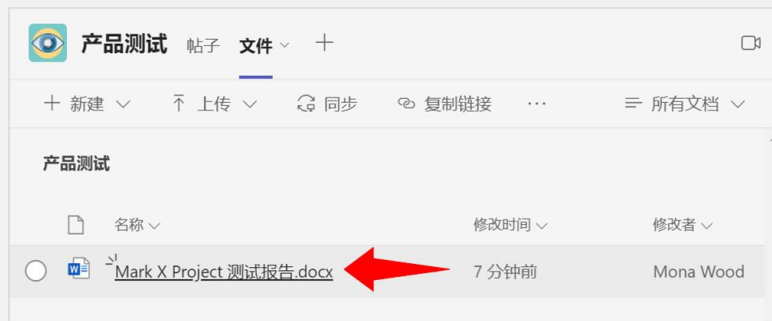 产品测试 帖子 文件
新建 上传 同步 复制链接 ... 所有文档
产品测试
名称 修改时间 修改者
Mark X Project 测试报告.docx 7 分钟前 Mona Wood